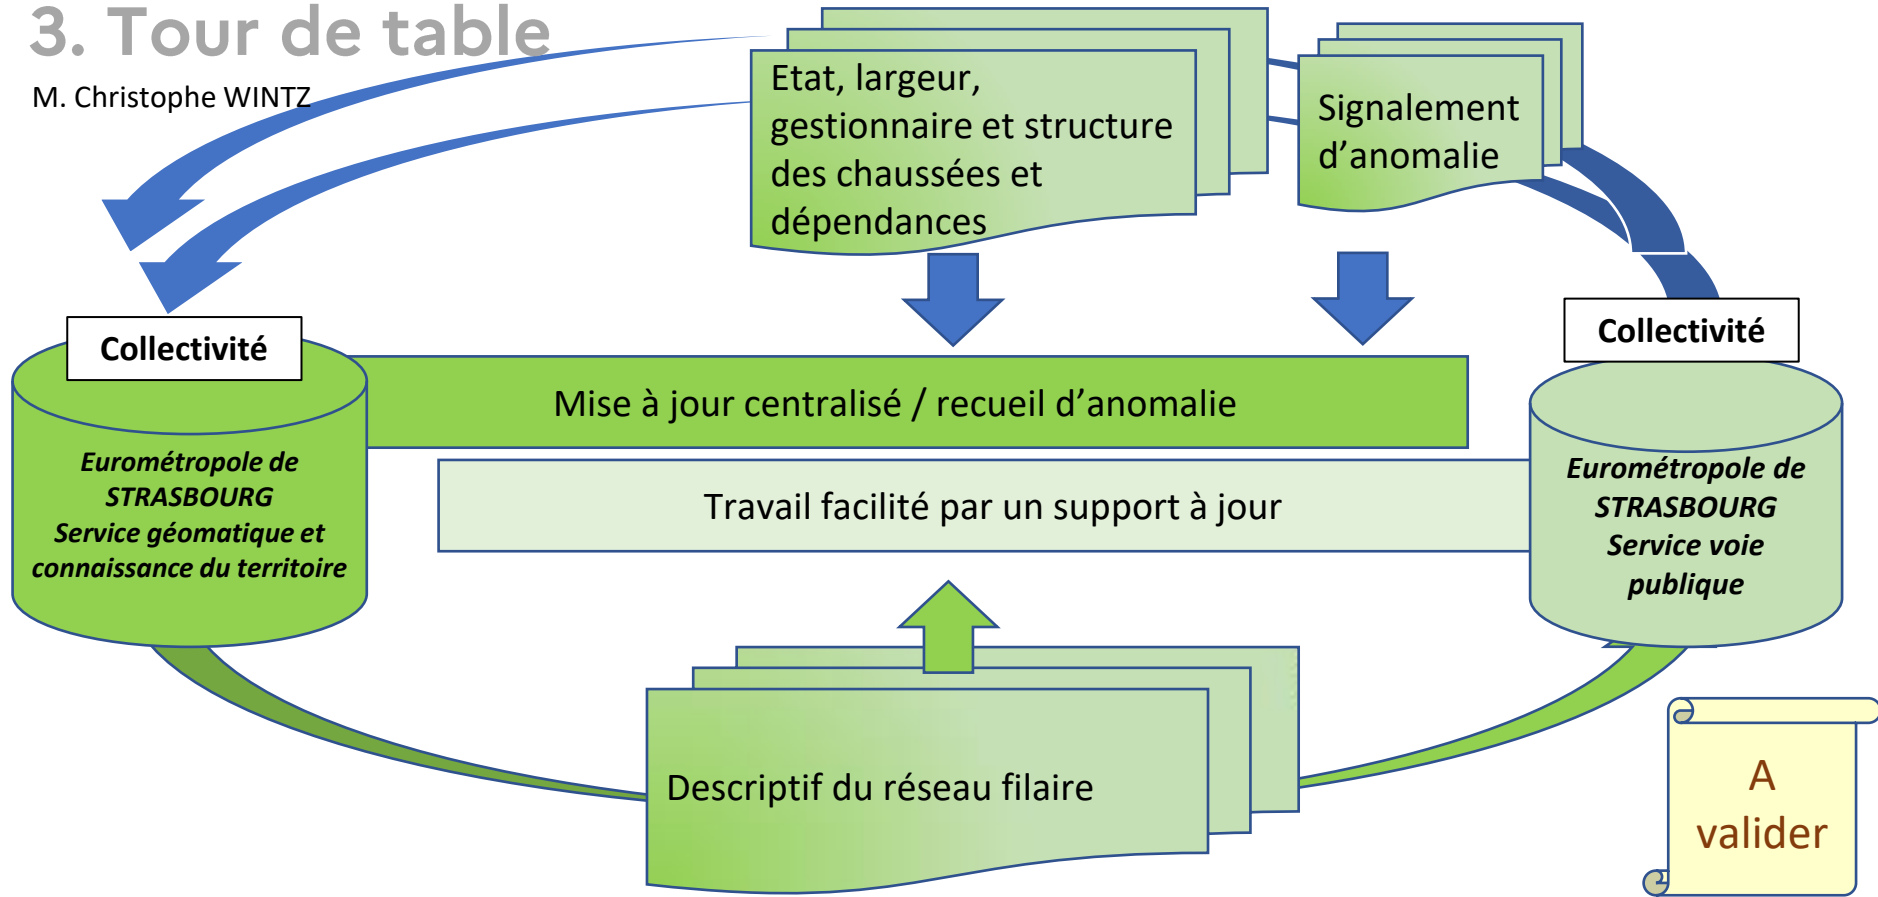 3. Tour de table
M. Christophe WINTZ
Etat, largeur,
gestionnaire et structure
des chaussées et
dépendances
Signalement
d’anomalie
Collectivité
Collectivité
Mise à jour centralisé / recueil d’anomalie
Eurométropole de
STRASBOURG
Service géomatique et
connaissance du territoire
Travail facilité par un support à jour
Eurométropole de
STRASBOURG
Service voie
publique
Descriptif du réseau filaire
A
valider